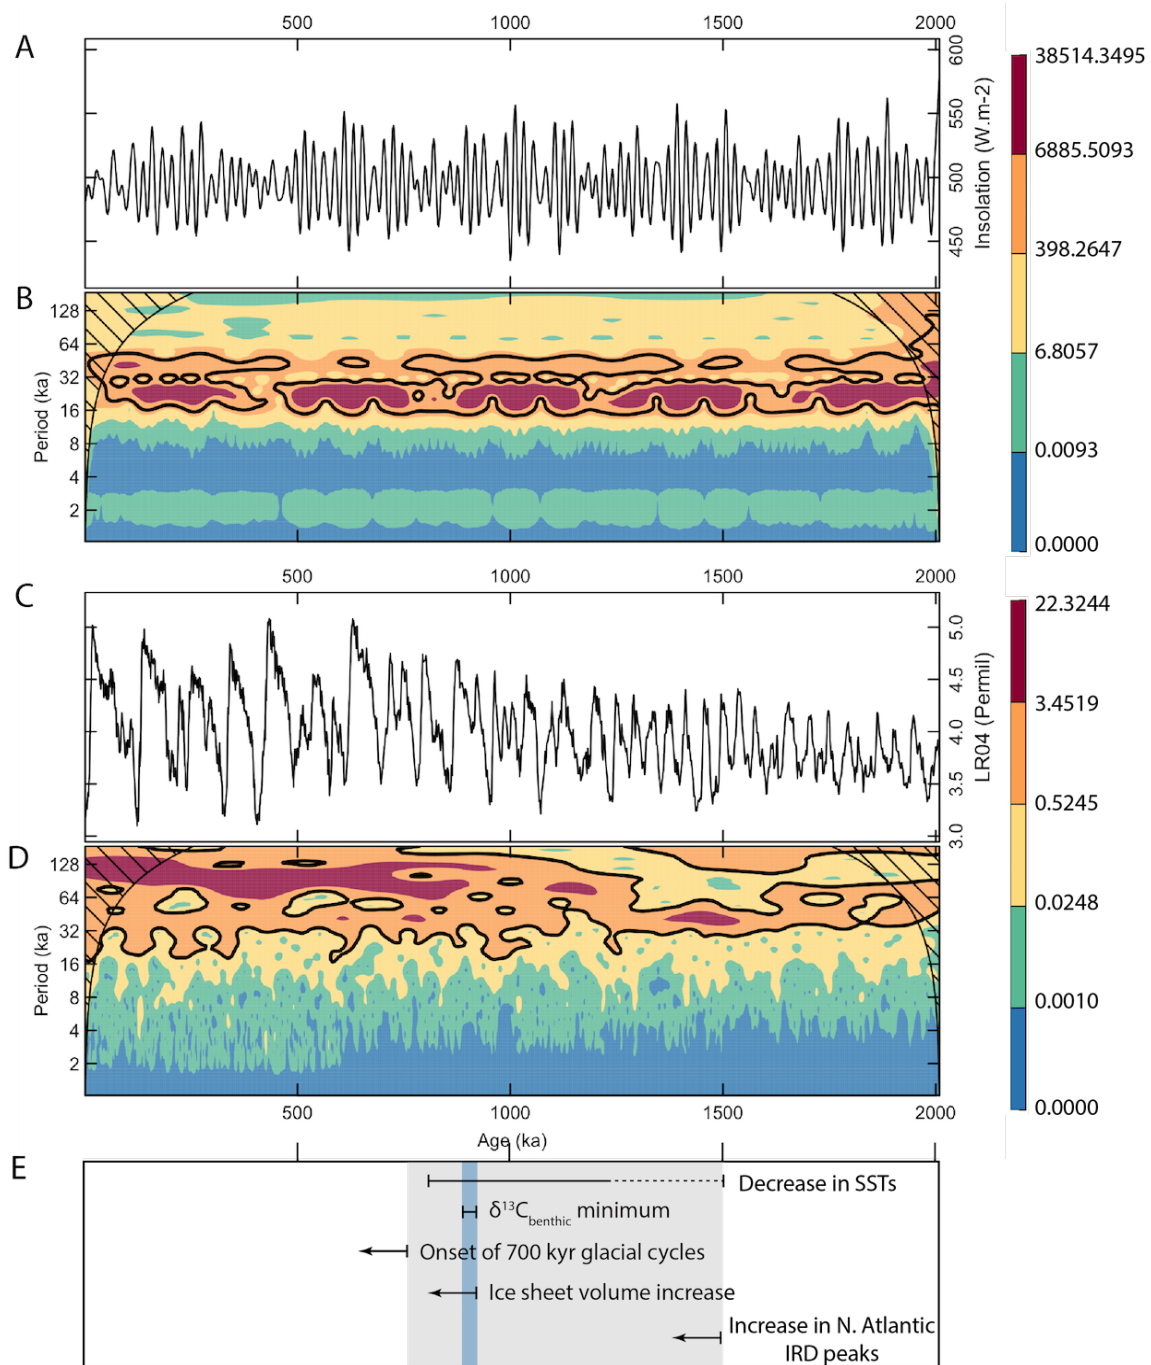 500 1000 1500 2000
A
600
550
500
450
Insolation (W.m-2)
38514.3495
6885.5093
398.2647
6.8057
0.0093
0.0000
B
128
64
32
16
8
4
2
Period (ka)
500 1000 1500 2000
C
5.0
4.5
4.0
3.5
3.0
LR04 (Permil)
22.3244
3.4519
0.5245
0.0248
0.0010
0.0000
D
128
64
32
16
8
4
2
Period (ka)
500 1000 1500 2000
Age (ka)
E
Decrease in SSTs
δ¹³Cbenthic minimum
Onset of 700 kyr glacial cycles
Ice sheet volume increase
Increase in N. Atlantic
IRD peaks